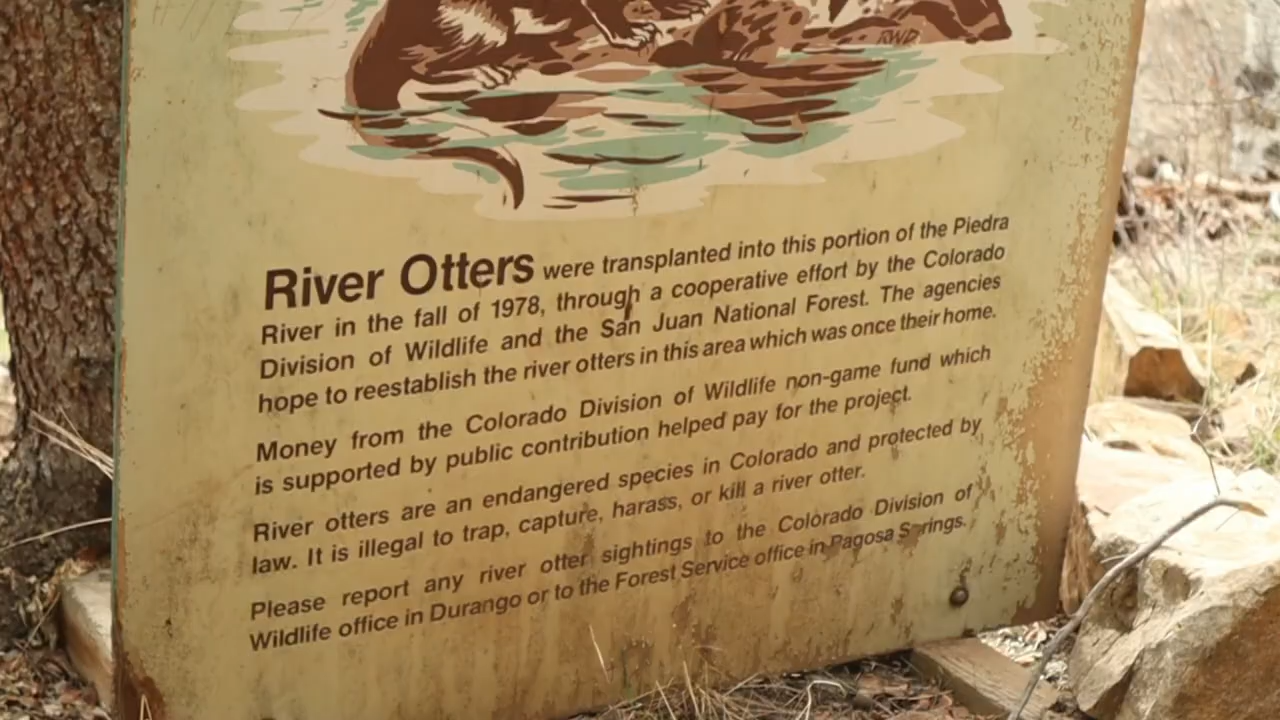 RWD
River Otters were transplanted into this portion of the Piedra
River in the fall of 1978, through a cooperative effort by the Colorado
Division of Wildlife and the San Juan National Forest. The agencies
hope to reestablish the river otters in this area which was once their home.
Money from the Colorado Division of Wildlife non-game fund which
is supported by public contribution helped pay for the project.
River otters are an endangered species in Colorado and protected by
law. It is illegal to trap, capture, harass, or kill a river otter.
Please report any river otter sightings to the Colorado Division of
Wildlife office in Durango or to the Forest Service office in Pagosa Springs.